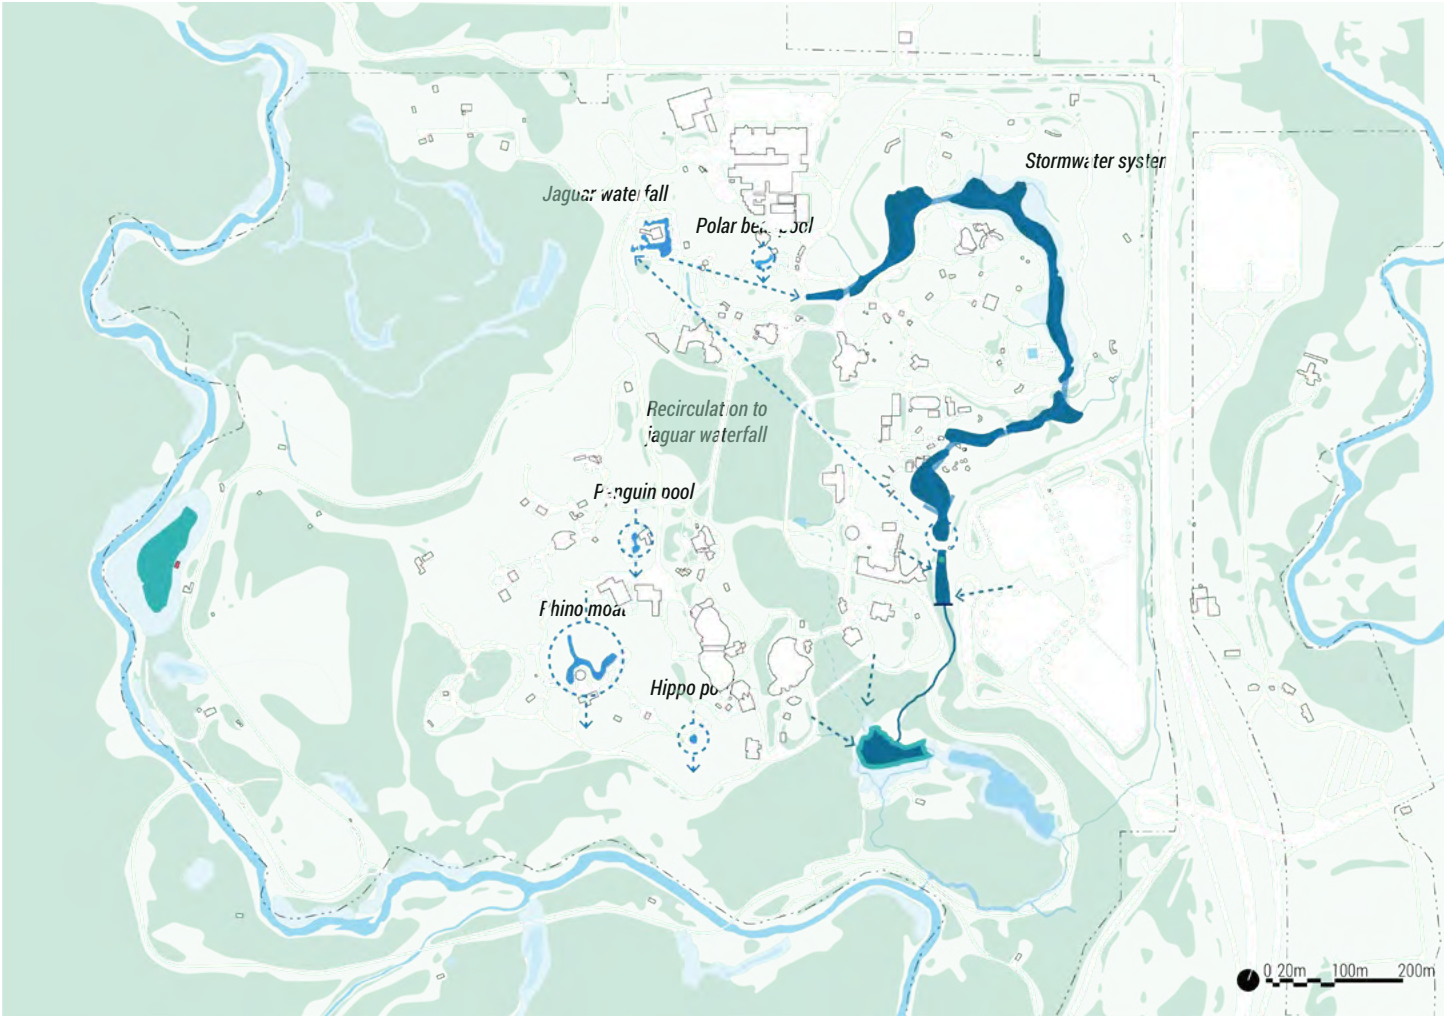 Stormwater system
Jaguar waterfall
Polar bear pool
Recirculation to
jaguar waterfall
Penguin pool
Rhino moat
Hippo po
0 20m 100m 200m